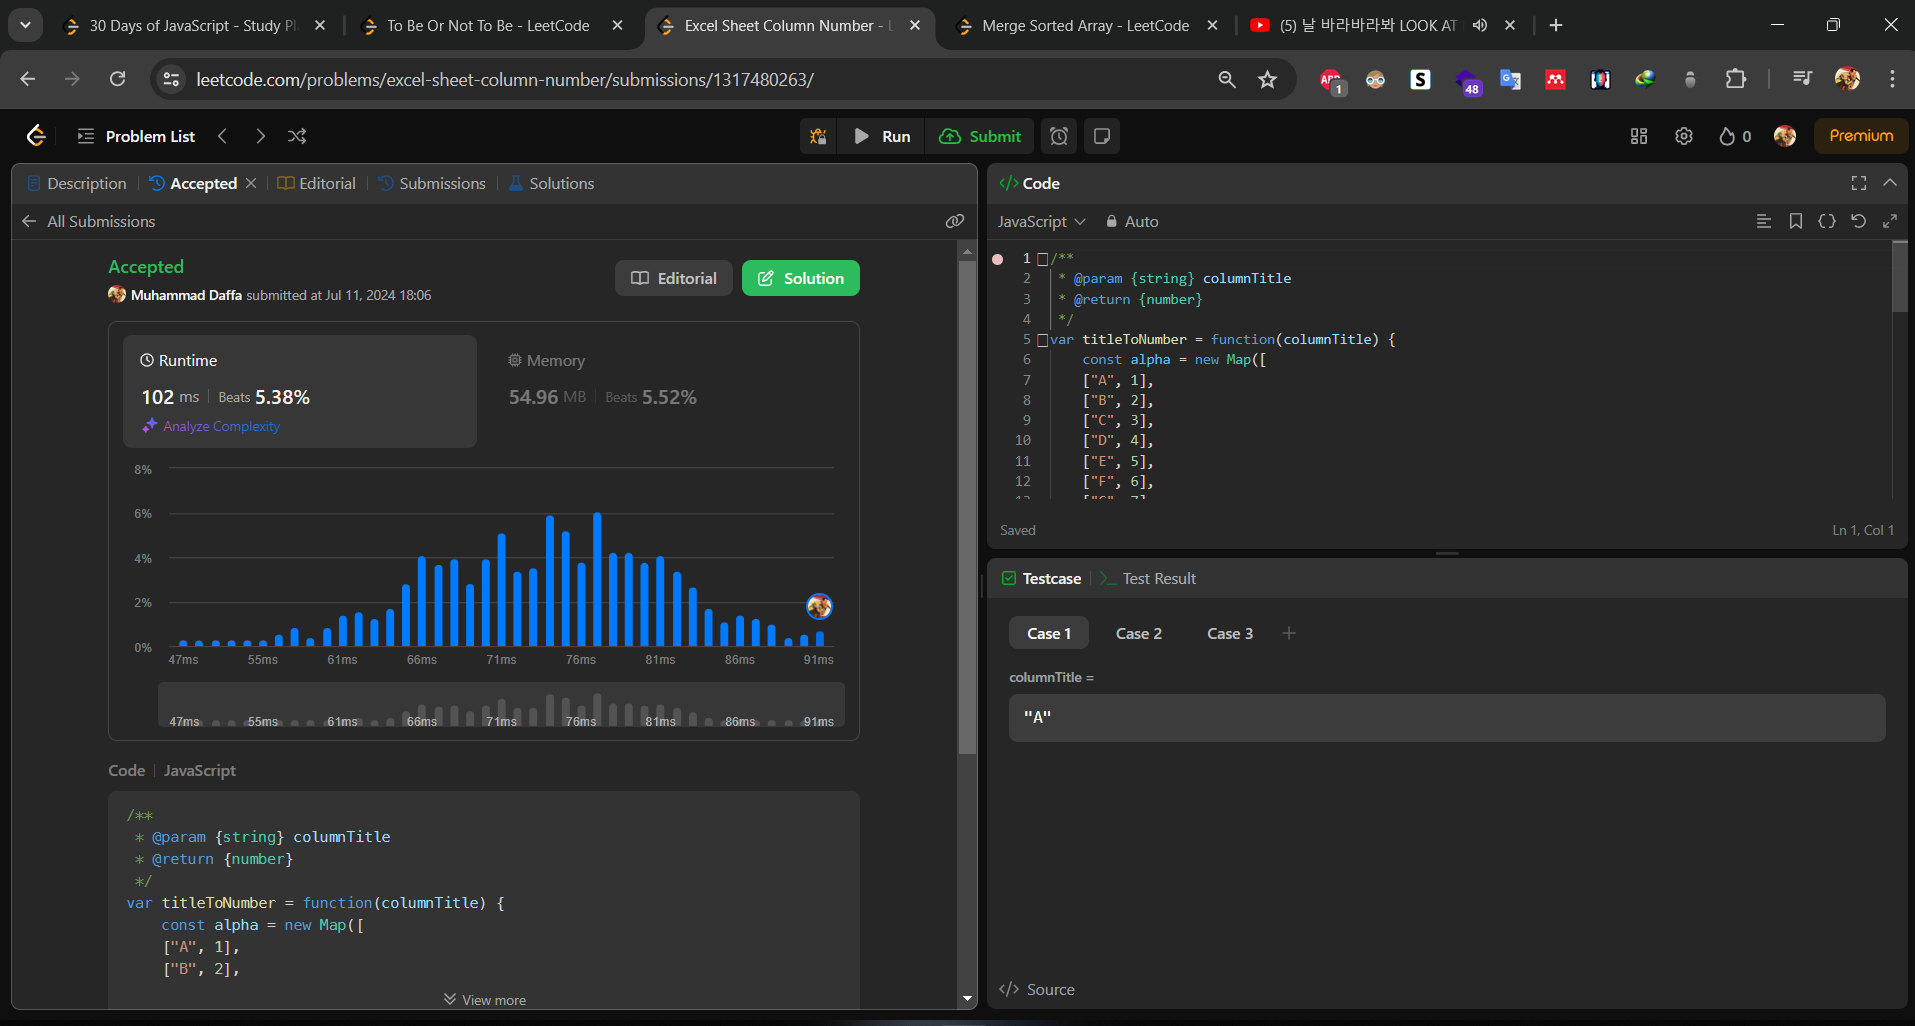 30 Days of JavaScript - Study Pl
To Be Or Not To Be - LeetCode
Excel Sheet Column Number - L
Merge Sorted Array - LeetCode
(5) 날 바라바라봐 LOOK AT
leetcode.com/problems/excel-sheet-column-number/submissions/1317480263/
ABP
1
S
48
Problem List
Run
Submit
0
Premium
Description
Accepted
Editorial
Submissions
Solutions
All Submissions
Accepted
Muhammad Daffa submitted at Jul 11, 2024 18:06
Editorial
Solution
Runtime
102 ms | Beats 5.38%
Analyze Complexity
Memory
54.96 MB | Beats 5.52%
8%
6%
4%
2%
0%
47ms 55ms 61ms 66ms 71ms 76ms 81ms 86ms 91ms
47ms 55ms 61ms 66ms 71ms 76ms 81ms 86ms 91ms
Code | JavaScript
/**
 * @param {string} columnTitle
 * @return {number}
 */
var titleToNumber = function(columnTitle) {
    const alpha = new Map([
    ["A", 1],
    ["B", 2],
View more
</> Code
JavaScript
Auto
1 /**
2  * @param {string} columnTitle
3  * @return {number}
4  */
5 var titleToNumber = function(columnTitle) {
6     const alpha = new Map([
7     ["A", 1],
8     ["B", 2],
9     ["C", 3],
10     ["D", 4],
11     ["E", 5],
12     ["F", 6],
Saved
Ln 1, Col 1
Testcase
Test Result
Case 1
Case 2
Case 3
columnTitle =
"A"
</> Source